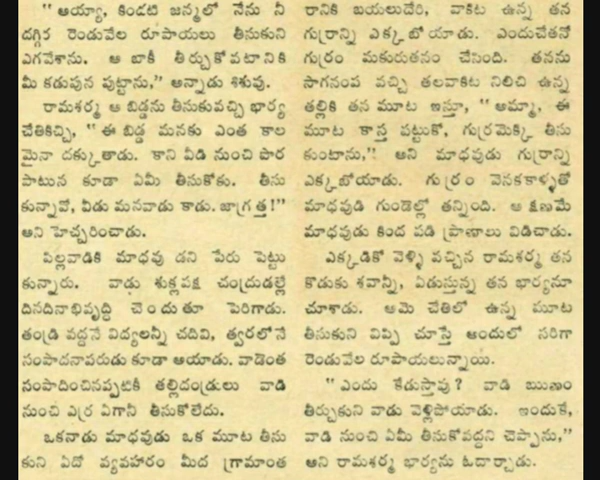 " అయ్యా, కిందటి జన్మలో నేను నీ
దగ్గిర రెండువేల రూపాయలు తీసుకుని
ఎగవేశాను. ఆ బాకీ తీర్చుకోవటానికి
మీ కడుపున పుట్టాను," అన్నాడు శిశువు.
రామశర్మ ఆ బిడ్డను తీసుకువచ్చి భార్య
చేతికిచ్చి, " ఈ బిడ్డ మనకు ఎంత కాల
మైనా దక్కుతాడు. కాని వీడి నుంచి పార
పాటున కూడా ఏమీ తీసుకోకు. తీసు
కున్నావో, వీడు మనవాడు కాడు. జాగ్రత్త!"
అని హెచ్చరించాడు.
పిల్లవాడికి మాధవు డని పేరు పెట్టు
కున్నారు. వాడు శుక్లపక్ష చంద్రుడల్లే
దినదినాభివృద్ధి చెందుతూ పెరిగాడు.
తండ్రి వద్దనే విద్యలన్నీ చదివి, త్వరలోనే
సంపాదనాపరుడు కూడా అయాడు. వాడెంత
సంపాదించినప్పటికీ తల్లిదండ్రులు వాడి
నుంచి ఎర్ర ఏగానీ తీసుకోలేదు.
ఒకనాడు మాధవుడు ఒక మూట తీసు
కుని ఏదో వ్యవహారం మీద గ్రామాంత
రానికి బయలుదేరి, వాకిట ఉన్న తన
గుర్రాన్ని ఎక్కబోయాడు. ఎందుచేతనో
గుర్రం మకురుతనం చేసింది. తనను
సాగనంప వచ్చి తలవాకిట నిలిచి ఉన్న
తల్లికి తన మూట ఇస్తూ, " అమ్మా, ఈ
మూట కాస్త పట్టుకో, గుర్రమెక్కి తీసు
కుంటాను," అని మాధవుడు గుర్రాన్ని
ఎక్కబోయాడు. గుర్రం వెనకకాళ్ళతో
మాధవుడి గుండెల్లో తన్నింది. ఆ క్షణమే
మాధవుడు కింద పడి ప్రాణాలు విడిచాడు.
ఎక్కడికో వెళ్ళి వచ్చిన రామశర్మ తన
కొడుకు శవాన్నీ, ఏడుస్తున్న తన భార్యనూ
చూశాడు. ఆమె చేతిలో ఉన్న మూట
తీసుకుని విప్పి చూస్తే అందులో సరిగా
రెండువేల రూపాయలున్నాయి.
" ఎందు కేడుస్తావు? వాడి ఋణం
తీర్చుకుని వాడు వెళ్లిపోయాడు. ఇందుకే,
వాడి నుంచి ఏమీ తీసుకోవద్దని చెప్పాను,"
అని రామశర్మ భార్యను ఓదార్చాడు.